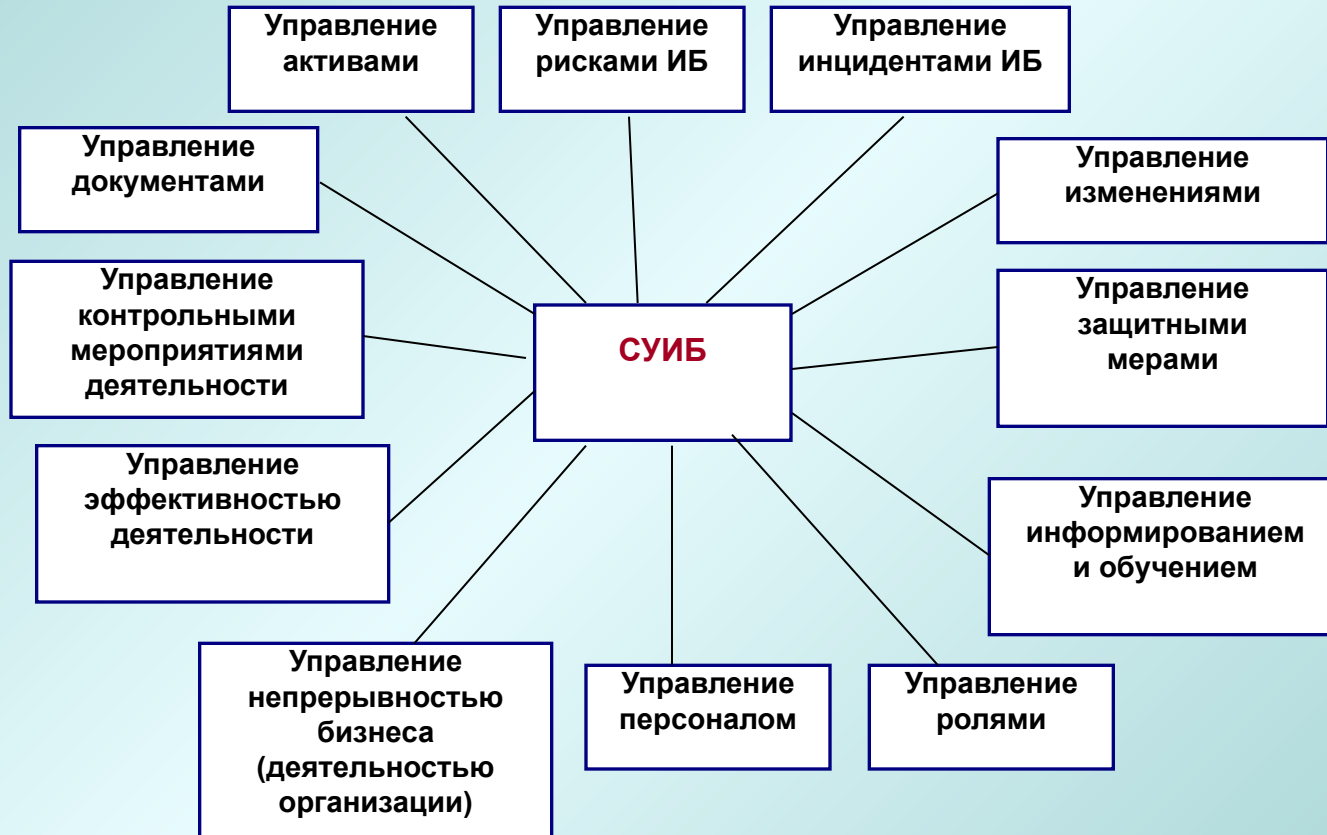 Управление
активами
Управление
рисками ИБ
Управление
инцидентами ИБ
Управление
документами
Управление
изменениями
Управление
контрольными
мероприятиями
деятельности
СУИБ
Управление
защитными
мерами
Управление
эффективностью
деятельности
Управление
информированием
и обучением
Управление
непрерывностью
бизнеса
(деятельностью
организации)
Управление
персоналом
Управление
ролями